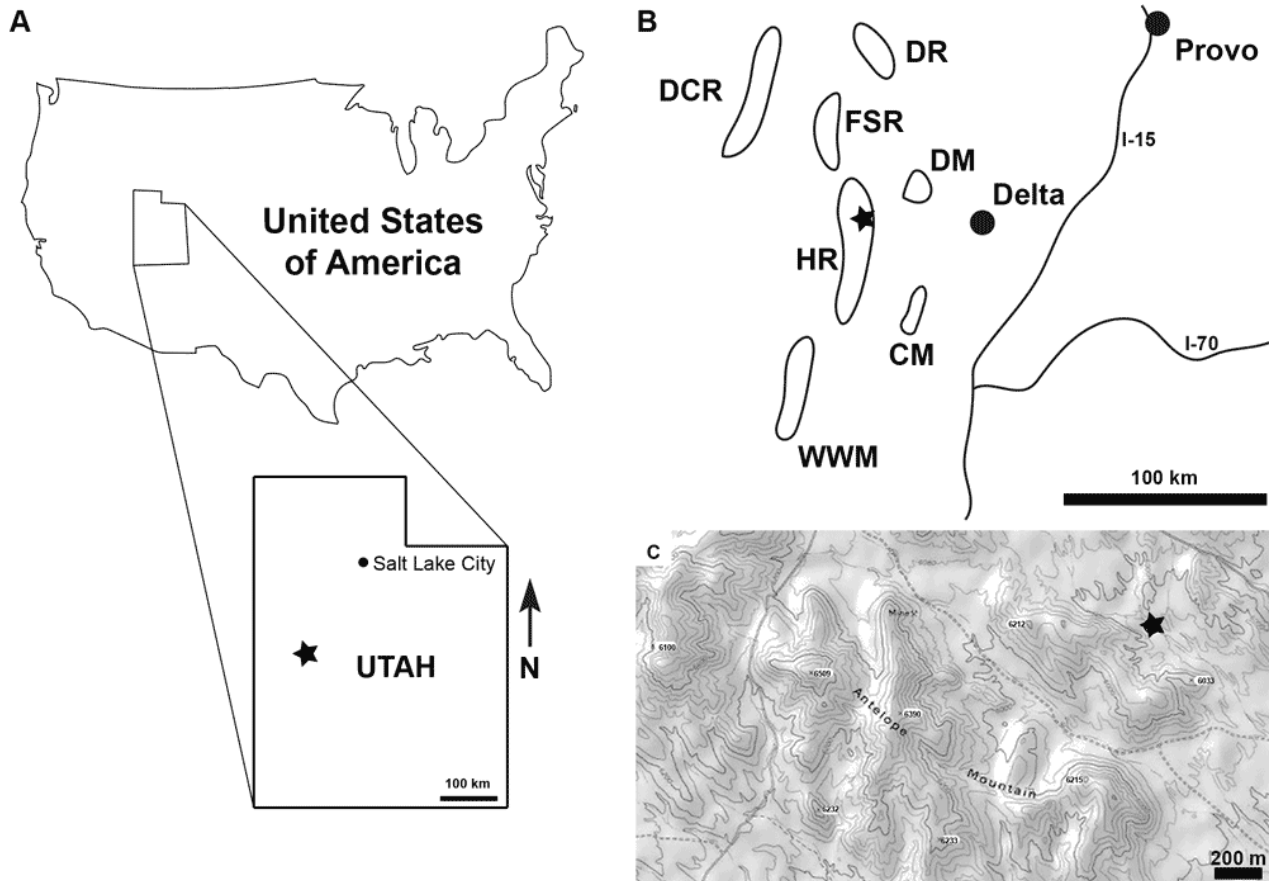 A
United States
of America
Salt Lake City
UTAH
N
100 km
B
Provo
DR
DCR
FSR
I-15
DM
Delta
HR
CM
I-70
WWM
100 km
C
6212
6100
6509
6033
Antelope
6390
Mountain
6215
6232
6233
200 m